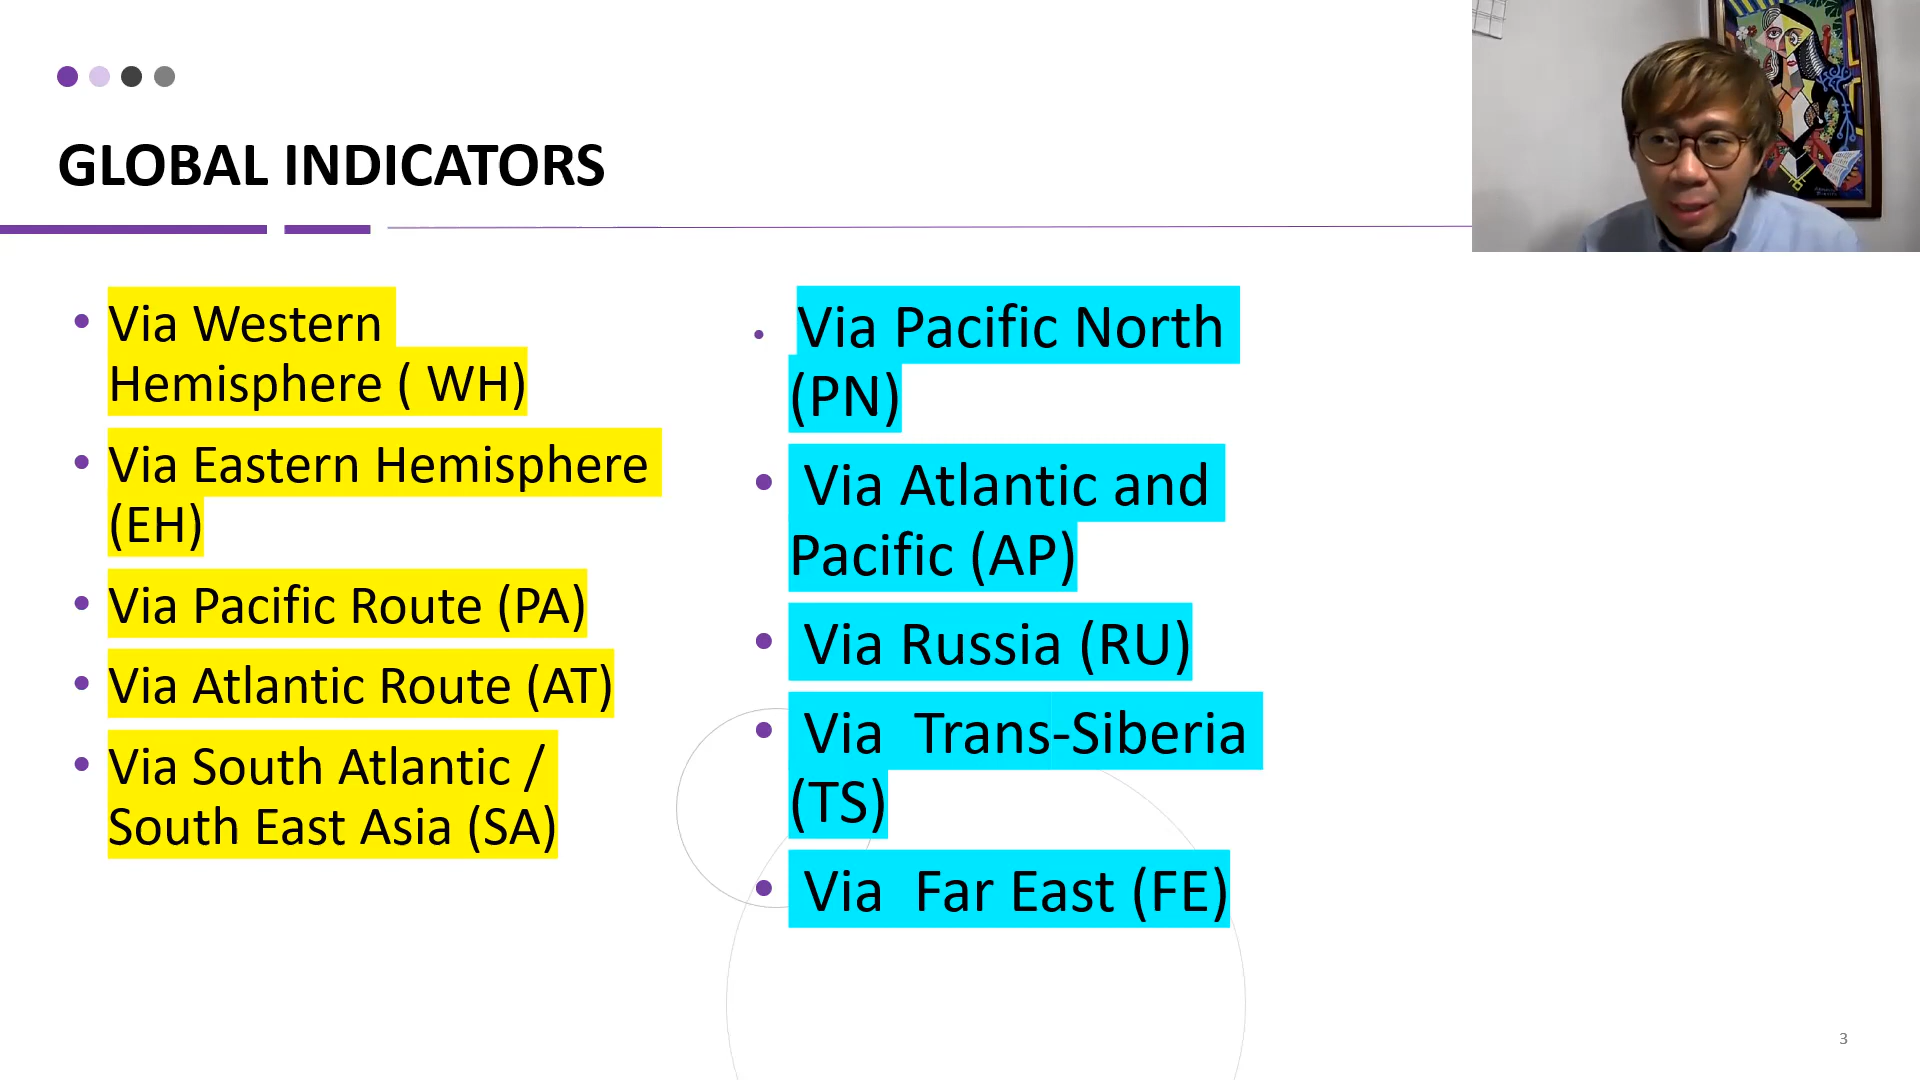 GLOBAL INDICATORS
• Via Western
Hemisphere ( WH)
• Via Eastern Hemisphere
(EH)
• Via Pacific Route (PA)
• Via Atlantic Route (AT)
• Via South Atlantic /
South East Asia (SA)
• Via Pacific North
(PN)
• Via Atlantic and
Pacific (AP)
• Via Russia (RU)
• Via  Trans-Siberia
(TS)
• Via  Far East (FE)
3